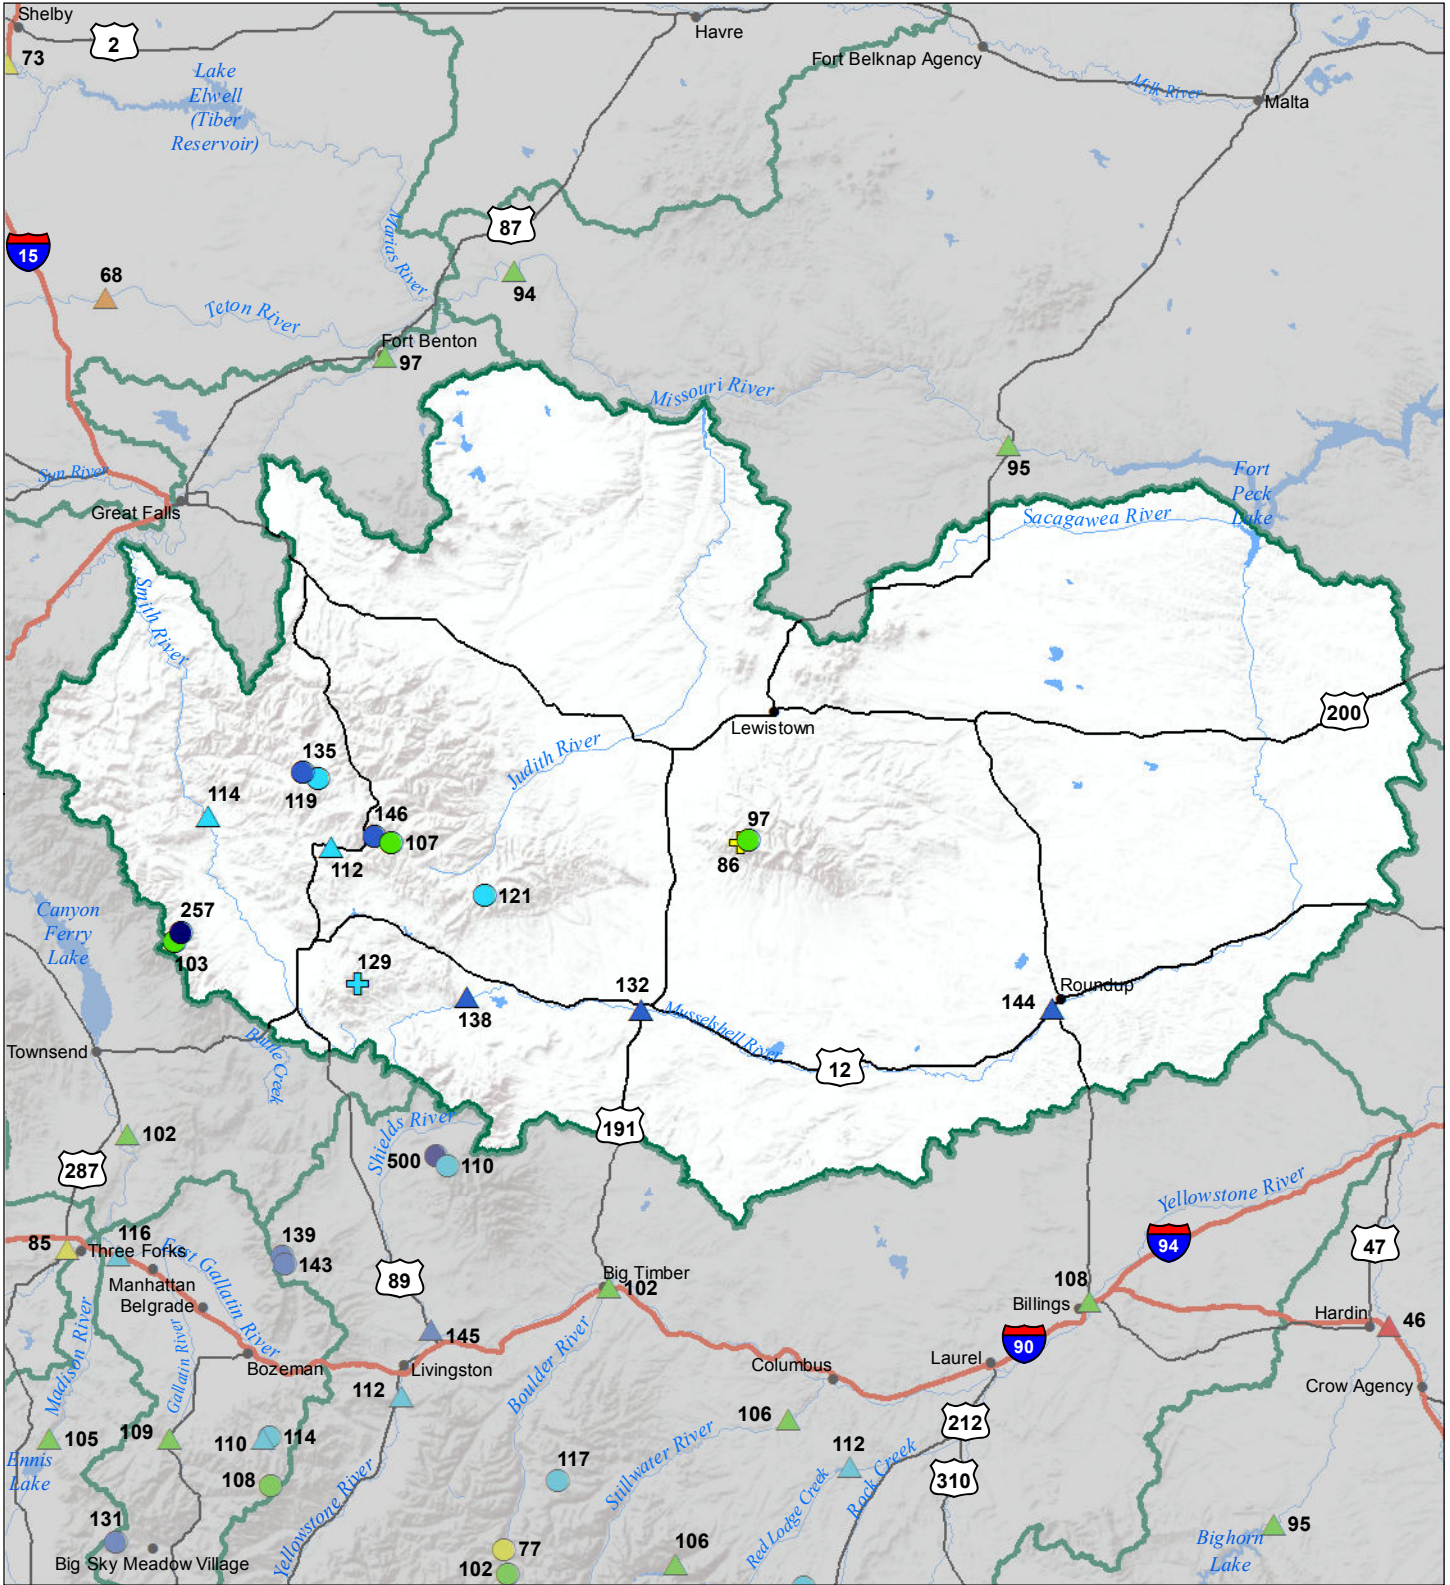 Shelby
2
Havre
73
Fort Belknap Agency
Lake
Elwell
(Tiber
Reservoir)
Milk River
Malta
87
Marias River
15
68
94
Teton River
Fort Benton
97
Missouri River
95
Sun River
Fort
Peck
Lake
Great Falls
Sacagawea River
Smith River
200
Lewistown
Judith River
135
119
114
146
107
112
97
86
121
257
103
Canyon
Ferry
Lake
129
138
132
Musselshell River
144
Roundup
12
Townsend
Battle Creek
102
Shields River
191
287
500
110
Yellowstone River
85
Three Forks
116
East Gallatin River
139
143
94
47
Manhattan
Belgrade
89
Big Timber
102
108
Billings
Hardin
46
Madison River
Gallatin River
145
90
Bozeman
Livingston
Boulder River
Columbus
Laurel
Crow Agency
112
105
109
110
114
106
212
Ennis
Lake
108
117
Stillwater River
112
Red Lodge Creek
Rock Creek
310
Yellowstone River
131
Big Sky Meadow Village
77
102
106
95
Bighorn
Lake